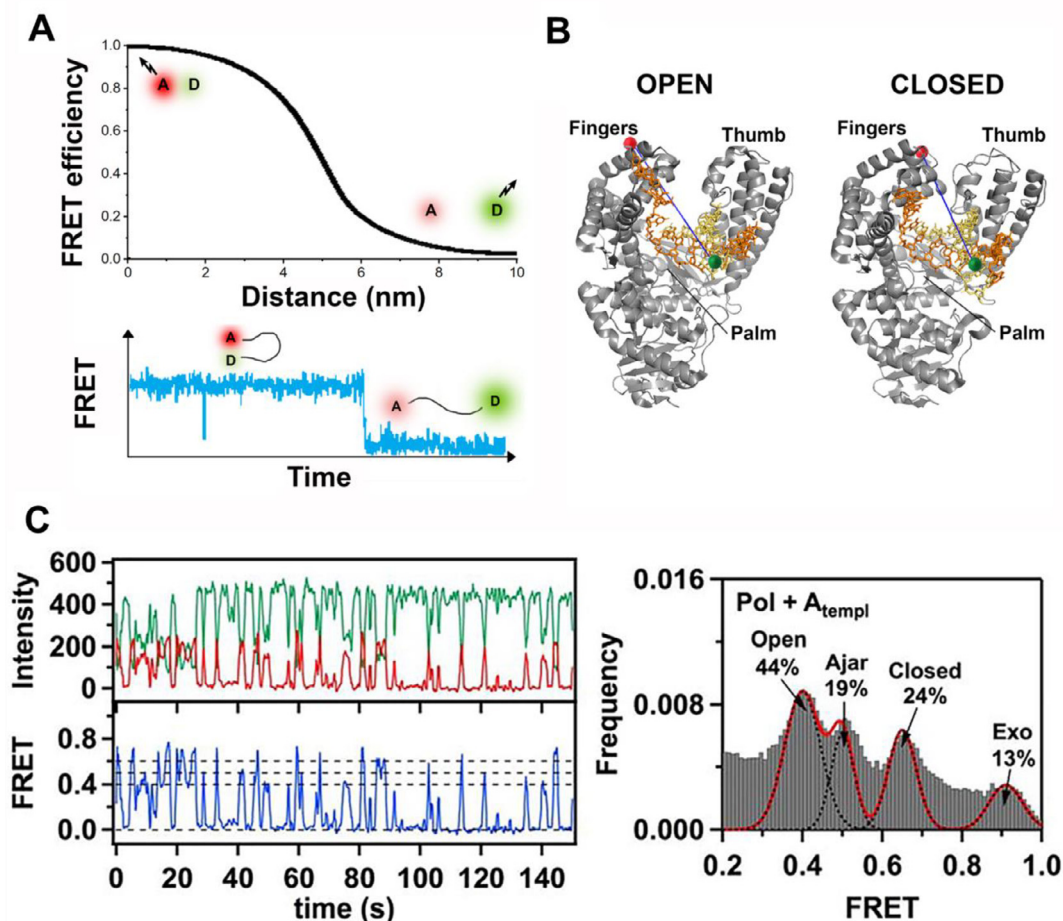 A
FRET efficiency
1.0
0.8
0.6
0.4
0.2
0.0
A D
A D
0 2 4 6 8 10
Distance (nm)
FRET
A
D
A D
Time
B
OPEN CLOSED
Fingers Thumb Fingers Thumb
Palm
C
Intensity
600
400
200
0
FRET
0.8
0.4
0.0
0 20 40 60 80 100 120 140
time (s)
Frequency
0.016
0.008
0.000
Pol + Atempl
Open
44%
Ajar
19%
Closed
24%
Exo
13%
0.2 0.4 0.6 0.8 1.0
FRET